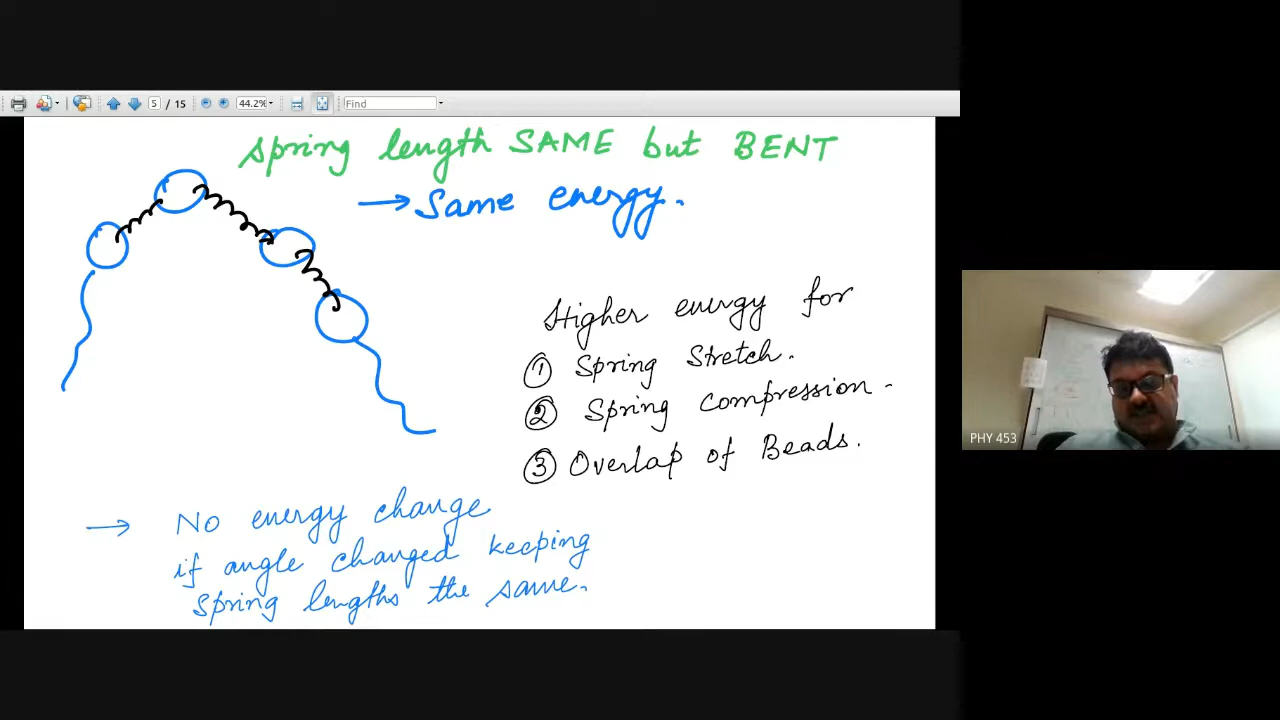 5 / 15
44.2%
Find
Spring length SAME but BENT
→ Same energy.
Higher energy for
① Spring Stretch.
② Spring compression.
③ Overlap of Beads.
→ No energy change
if angle changed keeping
spring lengths the same.
PHY 453